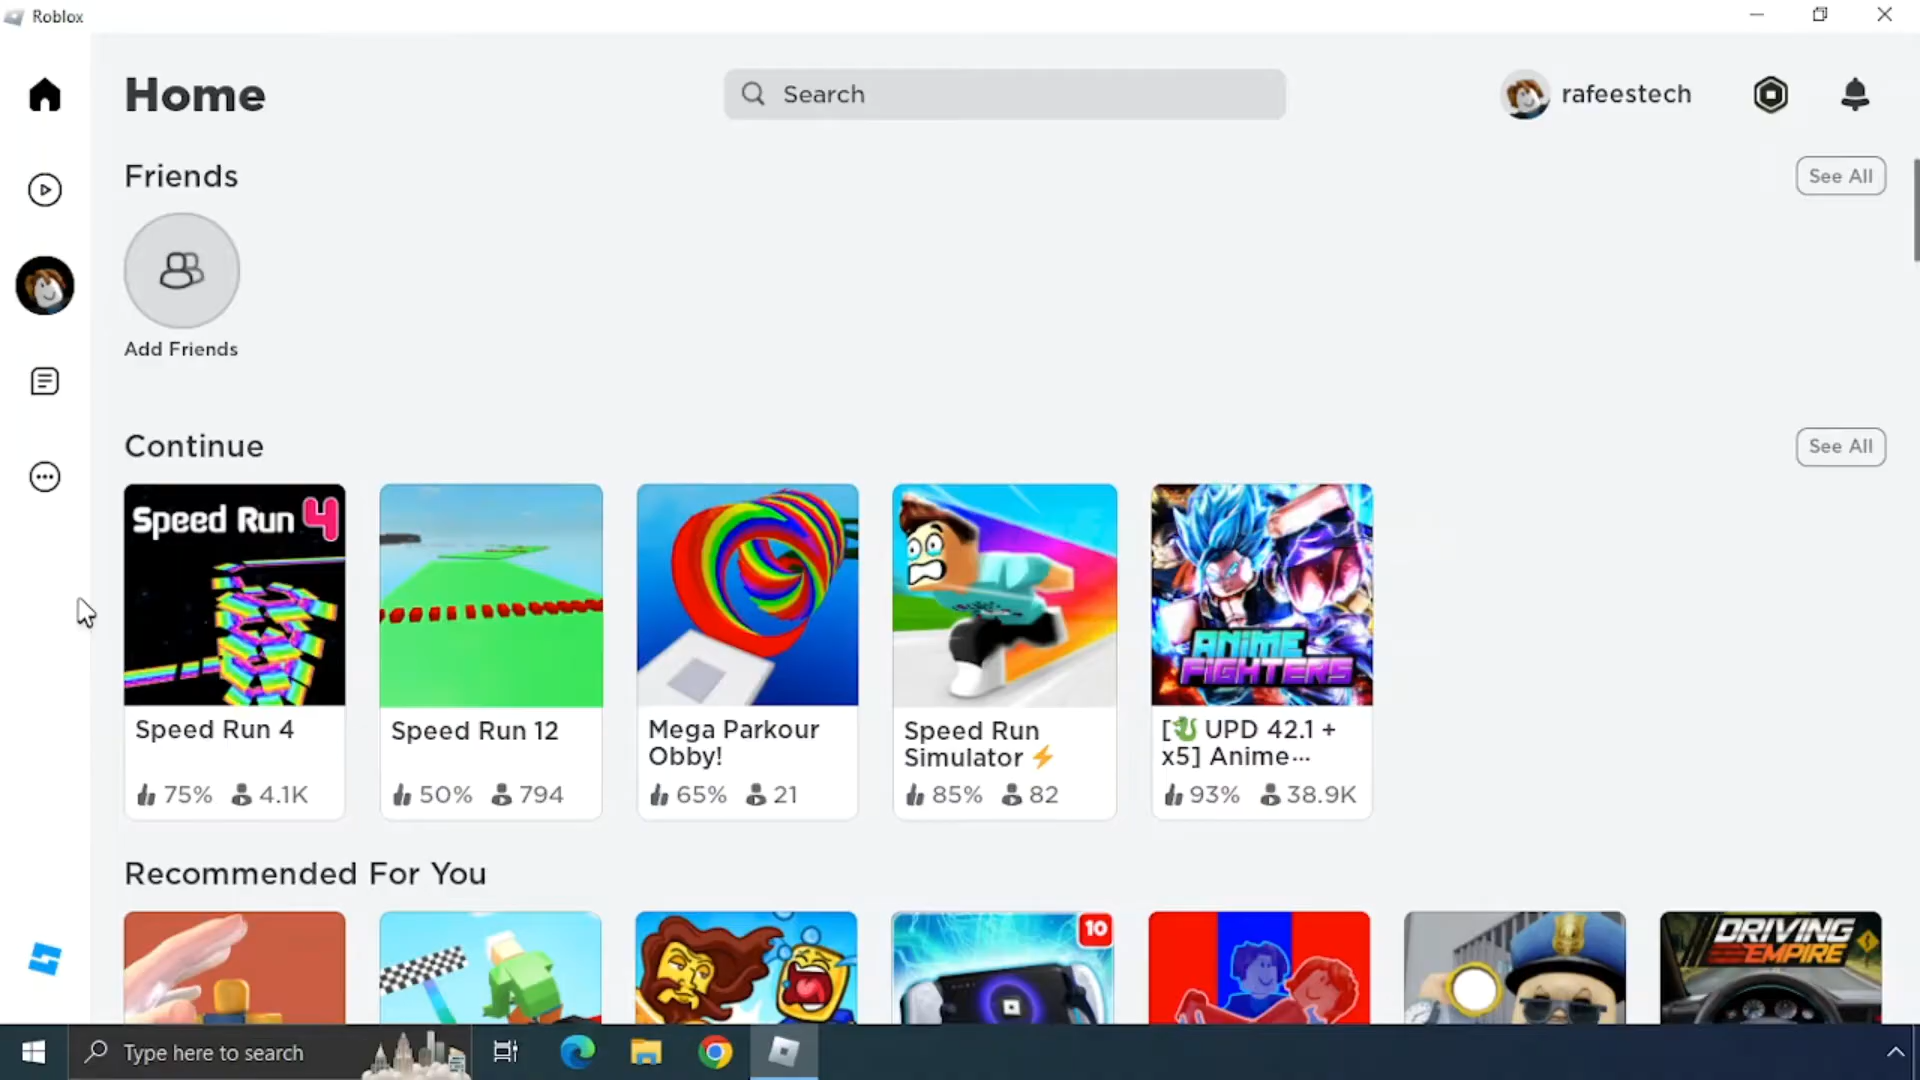 Roblox
Home
Search
rafeestech
Friends
See All
Add Friends
Continue
See All
Speed Run 4
ANIME
FIGHTERS
Speed Run 4
75% 4.1K
Speed Run 12
50% 794
Mega Parkour
Obby!
65% 21
Speed Run
Simulator ⚡
85% 82
[🐉 UPD 42.1 +
x5] Anime...
93% 38.9K
Recommended For You
10
DRIVING
EMPIRE
Type here to search